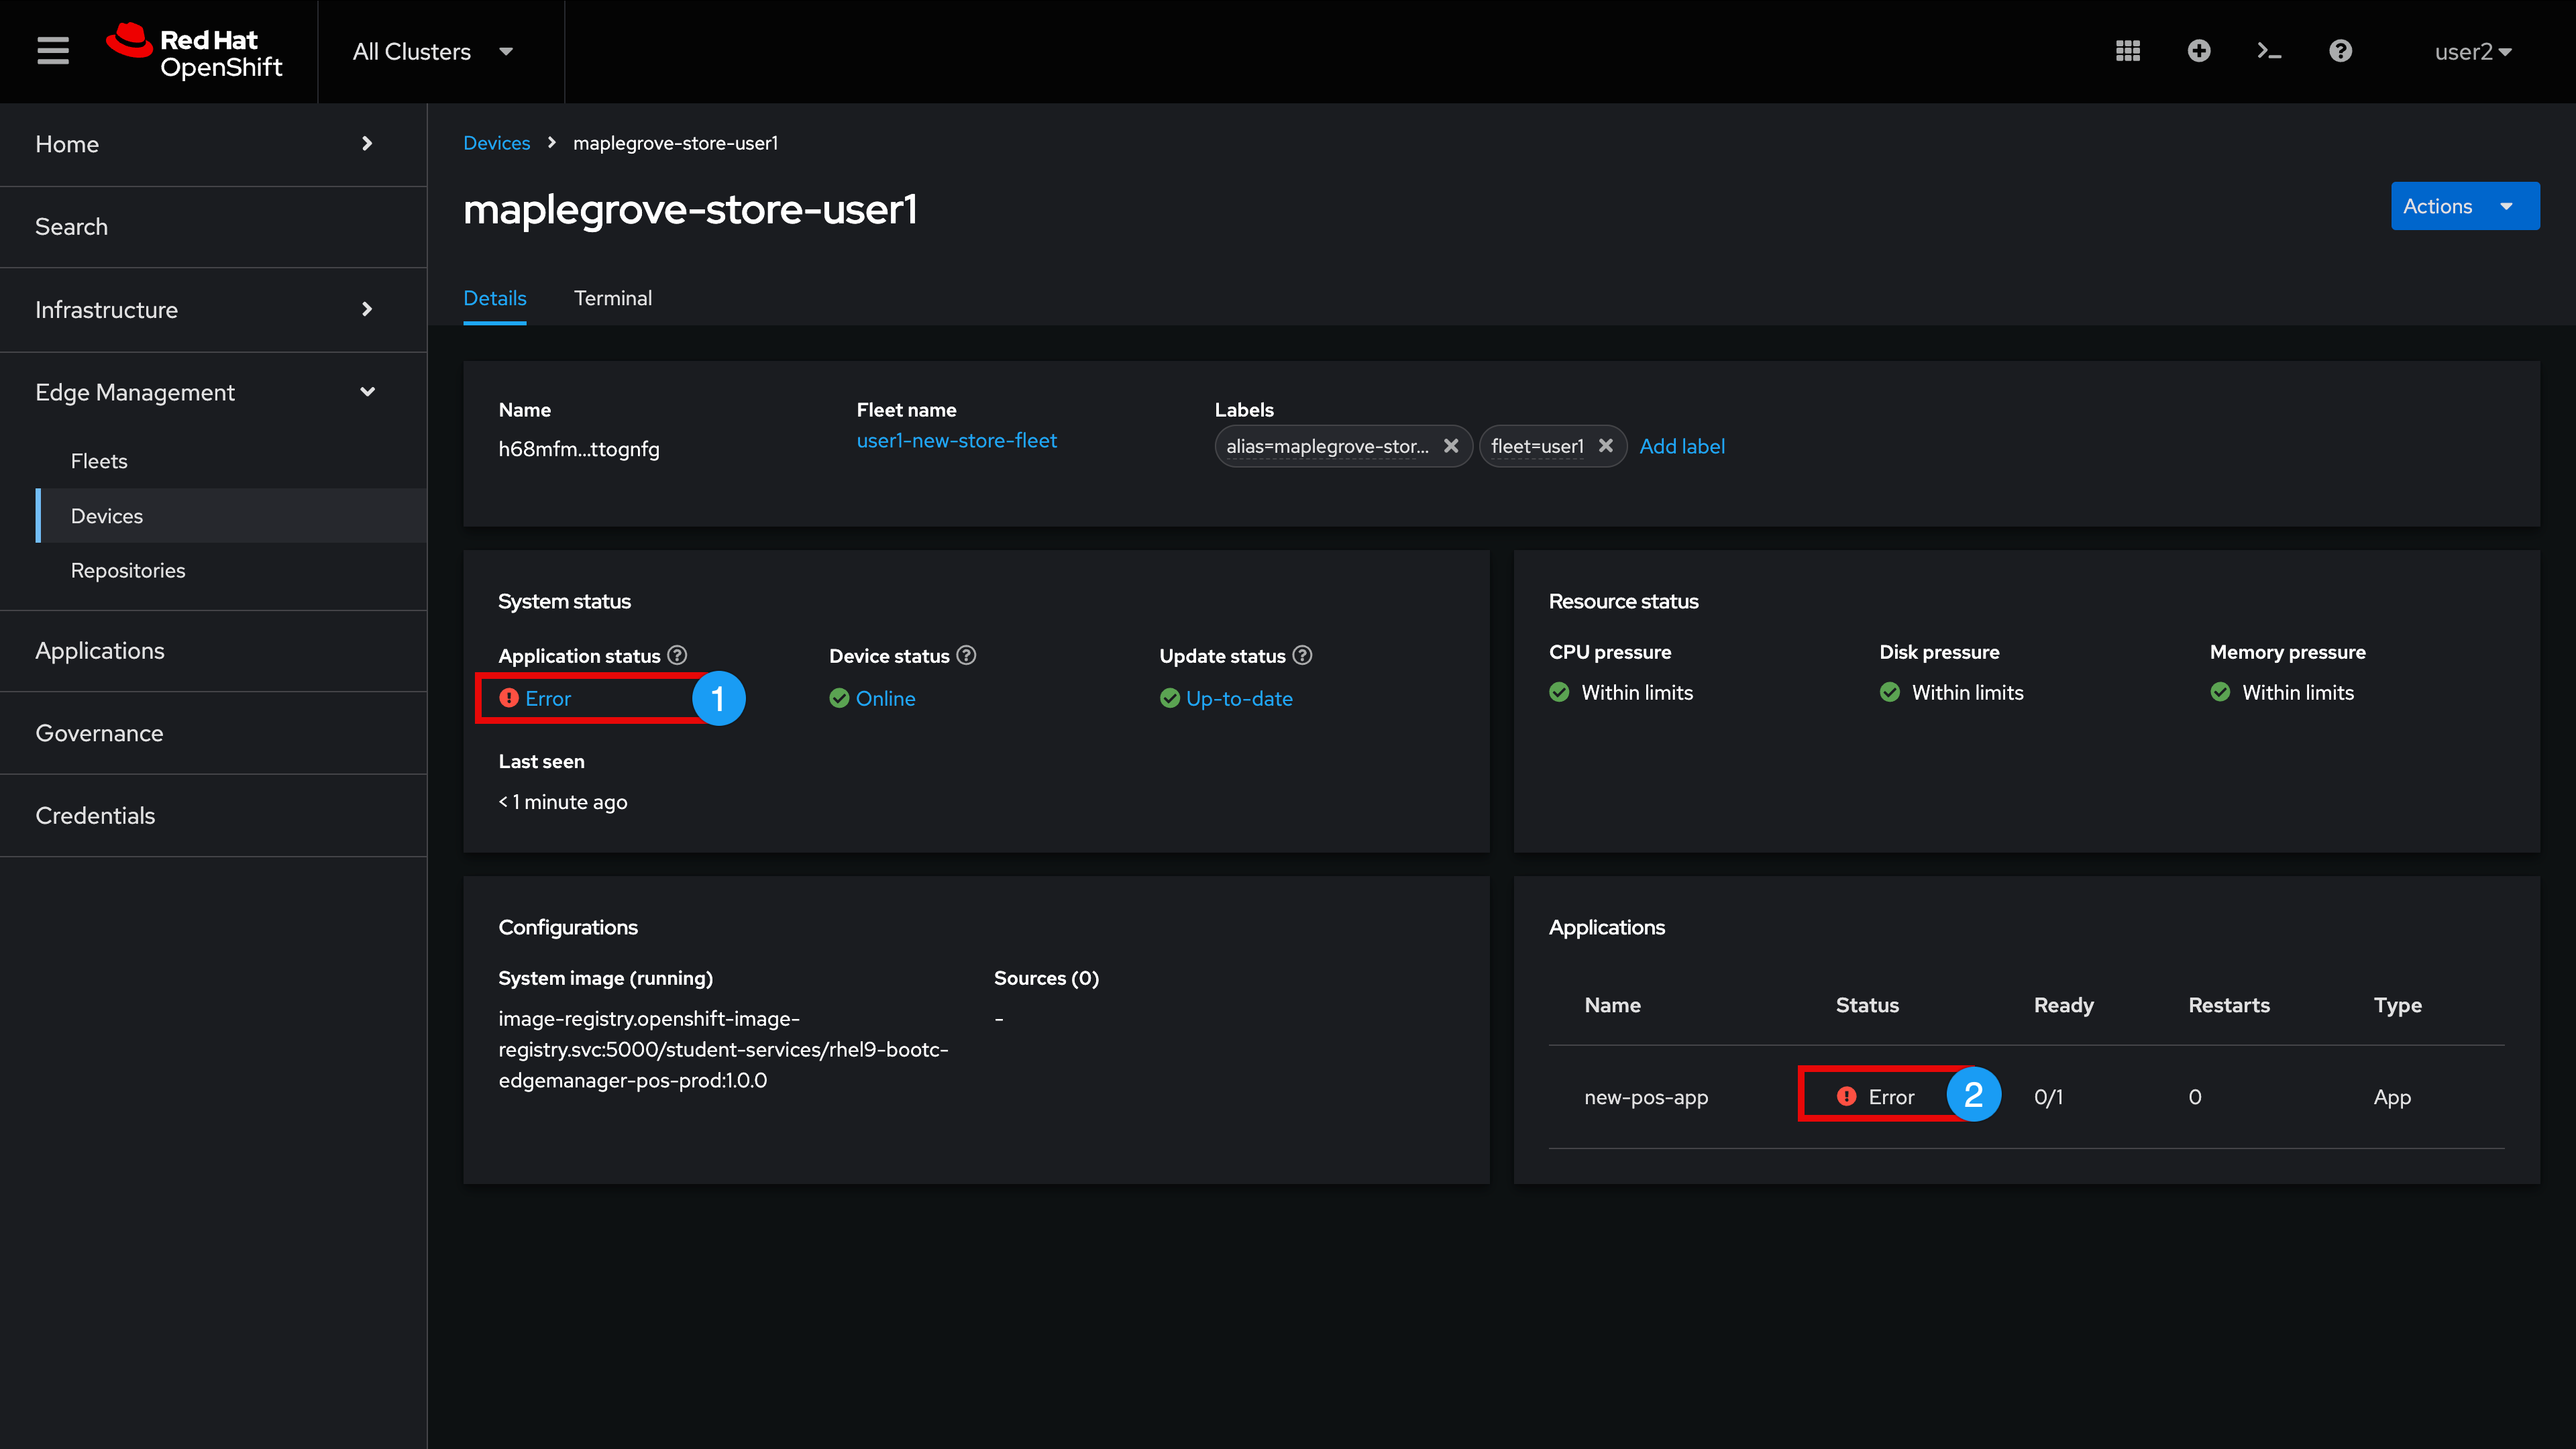 Red Hat
OpenShift
All Clusters
user2
Home
Search
Infrastructure
Edge Management
Fleets
Devices
Repositories
Applications
Governance
Credentials
Devices > maplegrove-store-user1
maplegrove-store-user1
Actions
Details Terminal
Name Fleet name Labels
h68mfm...ttognfg user1-new-store-fleet alias=maplegrove-stor... fleet=user1 Add label
System status
Application status Device status Update status
Error 1 Online Up-to-date
Last seen
< 1 minute ago
Resource status
CPU pressure Disk pressure Memory pressure
Within limits Within limits Within limits
Configurations
System image (running) Sources (0)
image-registry.openshift-image- -
registry.svc:5000/student-services/rhel9-bootc-
edgemanager-pos-prod:1.0.0
Applications
Name Status Ready Restarts Type
new-pos-app Error 2 0/1 0 App